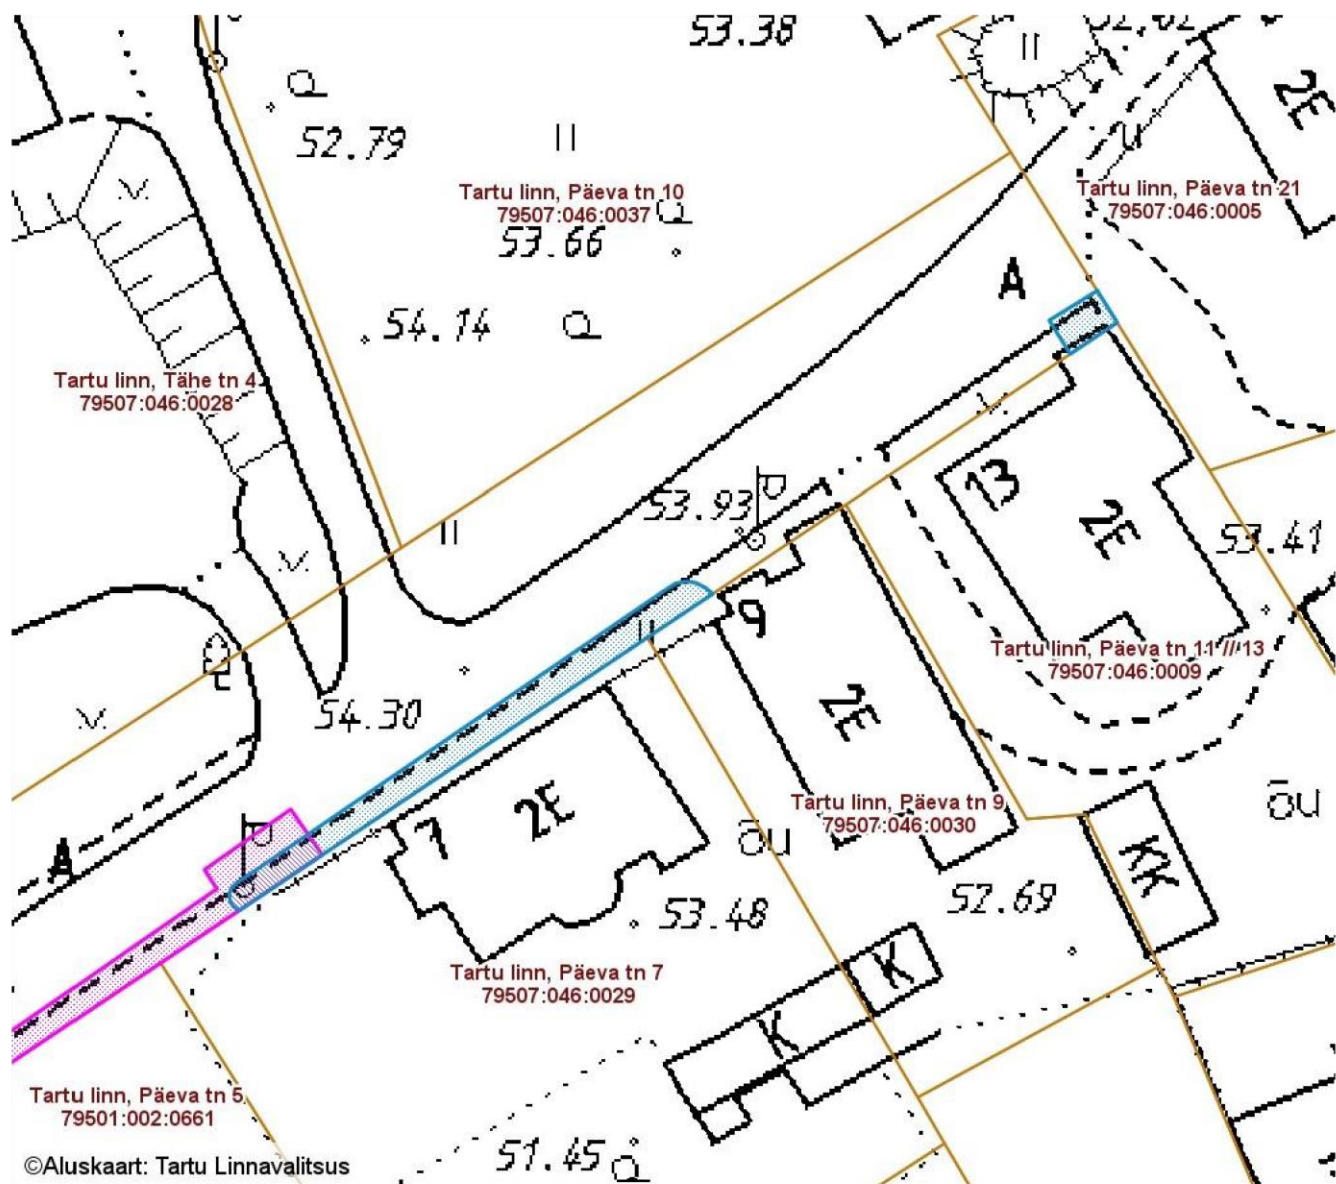 53.38
52.79
2E
Tartu linn, Päeva tn 10
79507:046:0037
Tartu linn, Päeva tn 21
79507:046:0005
53.66
A
54.14
Tartu linn, Tähe tn 4
79507:046:0028
53.93
13
2E
53.41
9
Tartu linn, Päeva tn 11 // 13
79507:046:0009
54.30
2E
7
2E
Tartu linn, Päeva tn 9
79507:046:0030
õu
õu
A
KK
53.48
52.69
Tartu linn, Päeva tn 7
79507:046:0029
K
K
Tartu linn, Päeva tn 5
79501:002:0661
51.45
©Aluskaart: Tartu Linnavalitsus